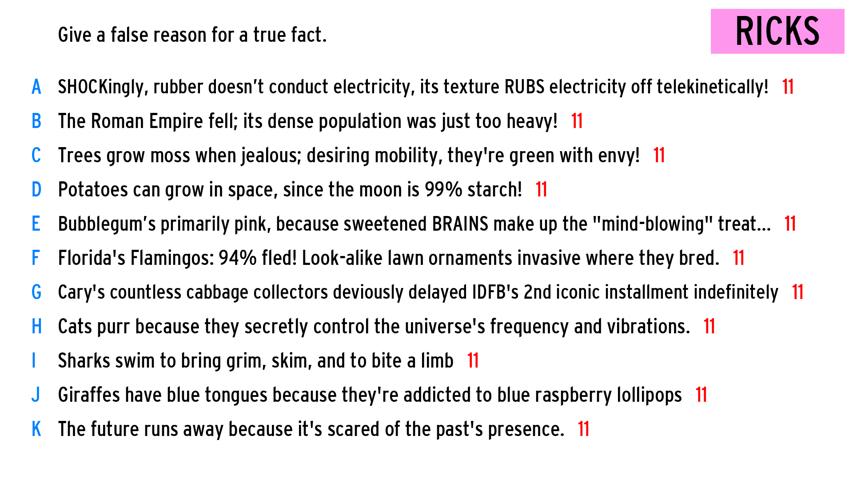 Give a false reason for a true fact.
RICKS
A SHOCKingly, rubber doesn’t conduct electricity, its texture RUBS electricity off telekinetically! 11
B The Roman Empire fell; its dense population was just too heavy! 11
C Trees grow moss when jealous; desiring mobility, they're green with envy! 11
D Potatoes can grow in space, since the moon is 99% starch! 11
E Bubblegum’s primarily pink, because sweetened BRAINS make up the "mind-blowing" treat... 11
F Florida's Flamingos: 94% fled! Look-alike lawn ornaments invasive where they bred. 11
G Cary's countless cabbage collectors deviously delayed IDFB's 2nd iconic installment indefinitely 11
H Cats purr because they secretly control the universe's frequency and vibrations. 11
I Sharks swim to bring grim, skim, and to bite a limb 11
J Giraffes have blue tongues because they're addicted to blue raspberry lollipops 11
K The future runs away because it's scared of the past's presence. 11